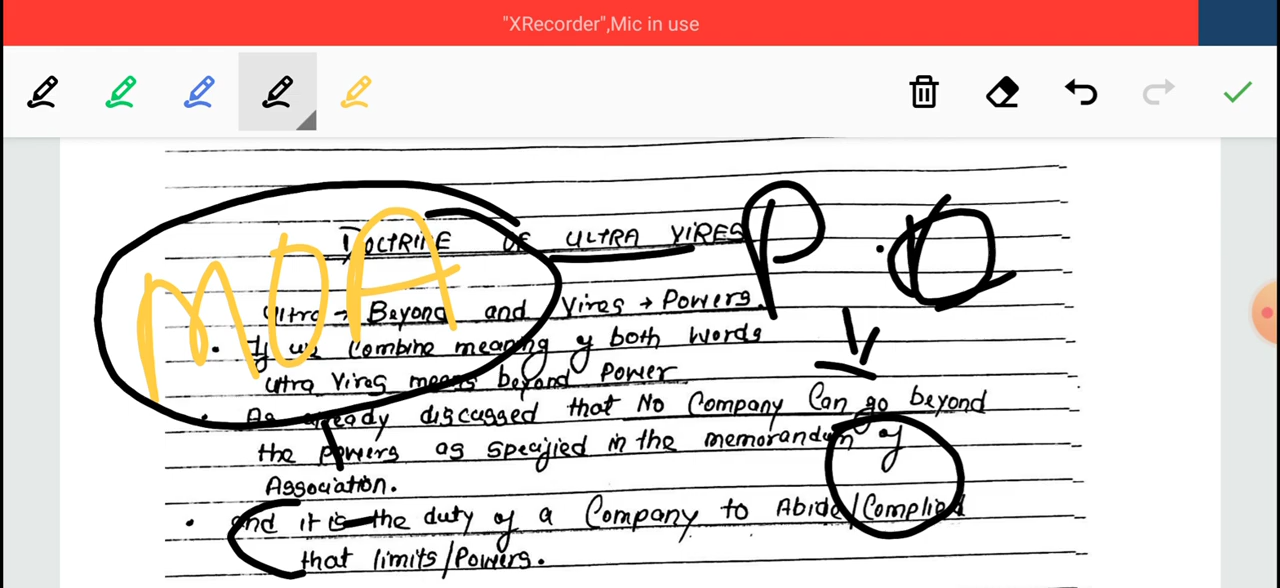 "XRecorder",Mic in use
DOCTRINE OF ULTRA VIRES
MOA
P.O
Ultra → Beyond and Vires → Powers.
• If we Combine meaning of both Words
Ultra Vires means beyond Power
• As already discussed that No Company Can go beyond
the Powers as specified in the memorandum of
Association.
• and it is the duty of a Company to Abide/Complied
that limits/Powers.